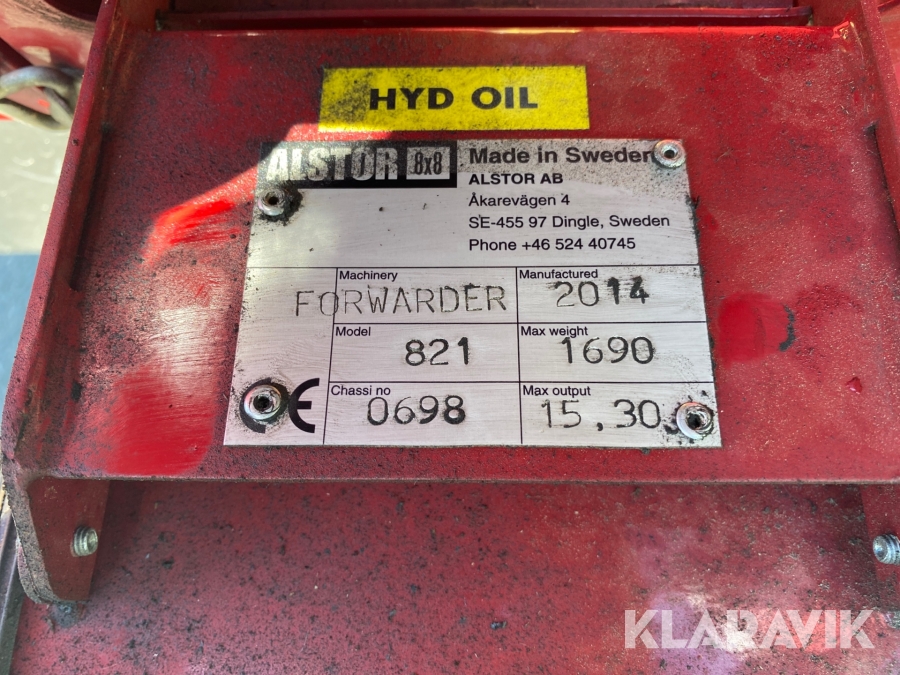 HYD OIL
ALSTOR 8x8
Made in Sweden
ALSTOR AB
Åkarevägen 4
SE-455 97 Dingle, Sweden
Phone +46 524 40745
Machinery
FORWARDER
Manufactured
2014
Model
821
Max weight
1690
Chassi no
0698
Max output
15,30
CE
KLARAVIK